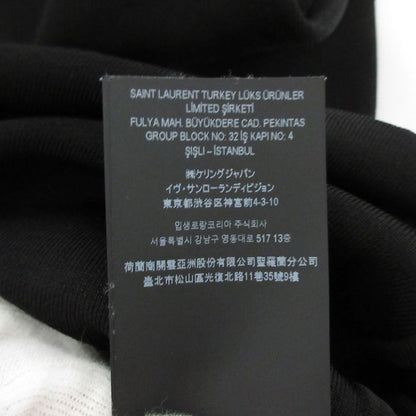 SAINT LAURENT TURKEY LÜKS ÜRÜNLER
LİMİTED ŞİRKETİ
FULYA MAH. BÜYÜKDERE CAD. PEKINTAS
GROUP BLOCK NO: 32 İŞ KAPI NO: 4
ŞIŞLI – İSTANBUL
㈱ケリングジャパン
イヴ・サンローランディビジョン
東京都渋谷区神宮前4-3-10
입생로랑코리아 주식회사
서울특별시 강남구 영동대로 517 13층
荷蘭商開雲亞洲股份有限公司聖羅蘭分公司
臺北市松山區光復北路11巷35號9樓